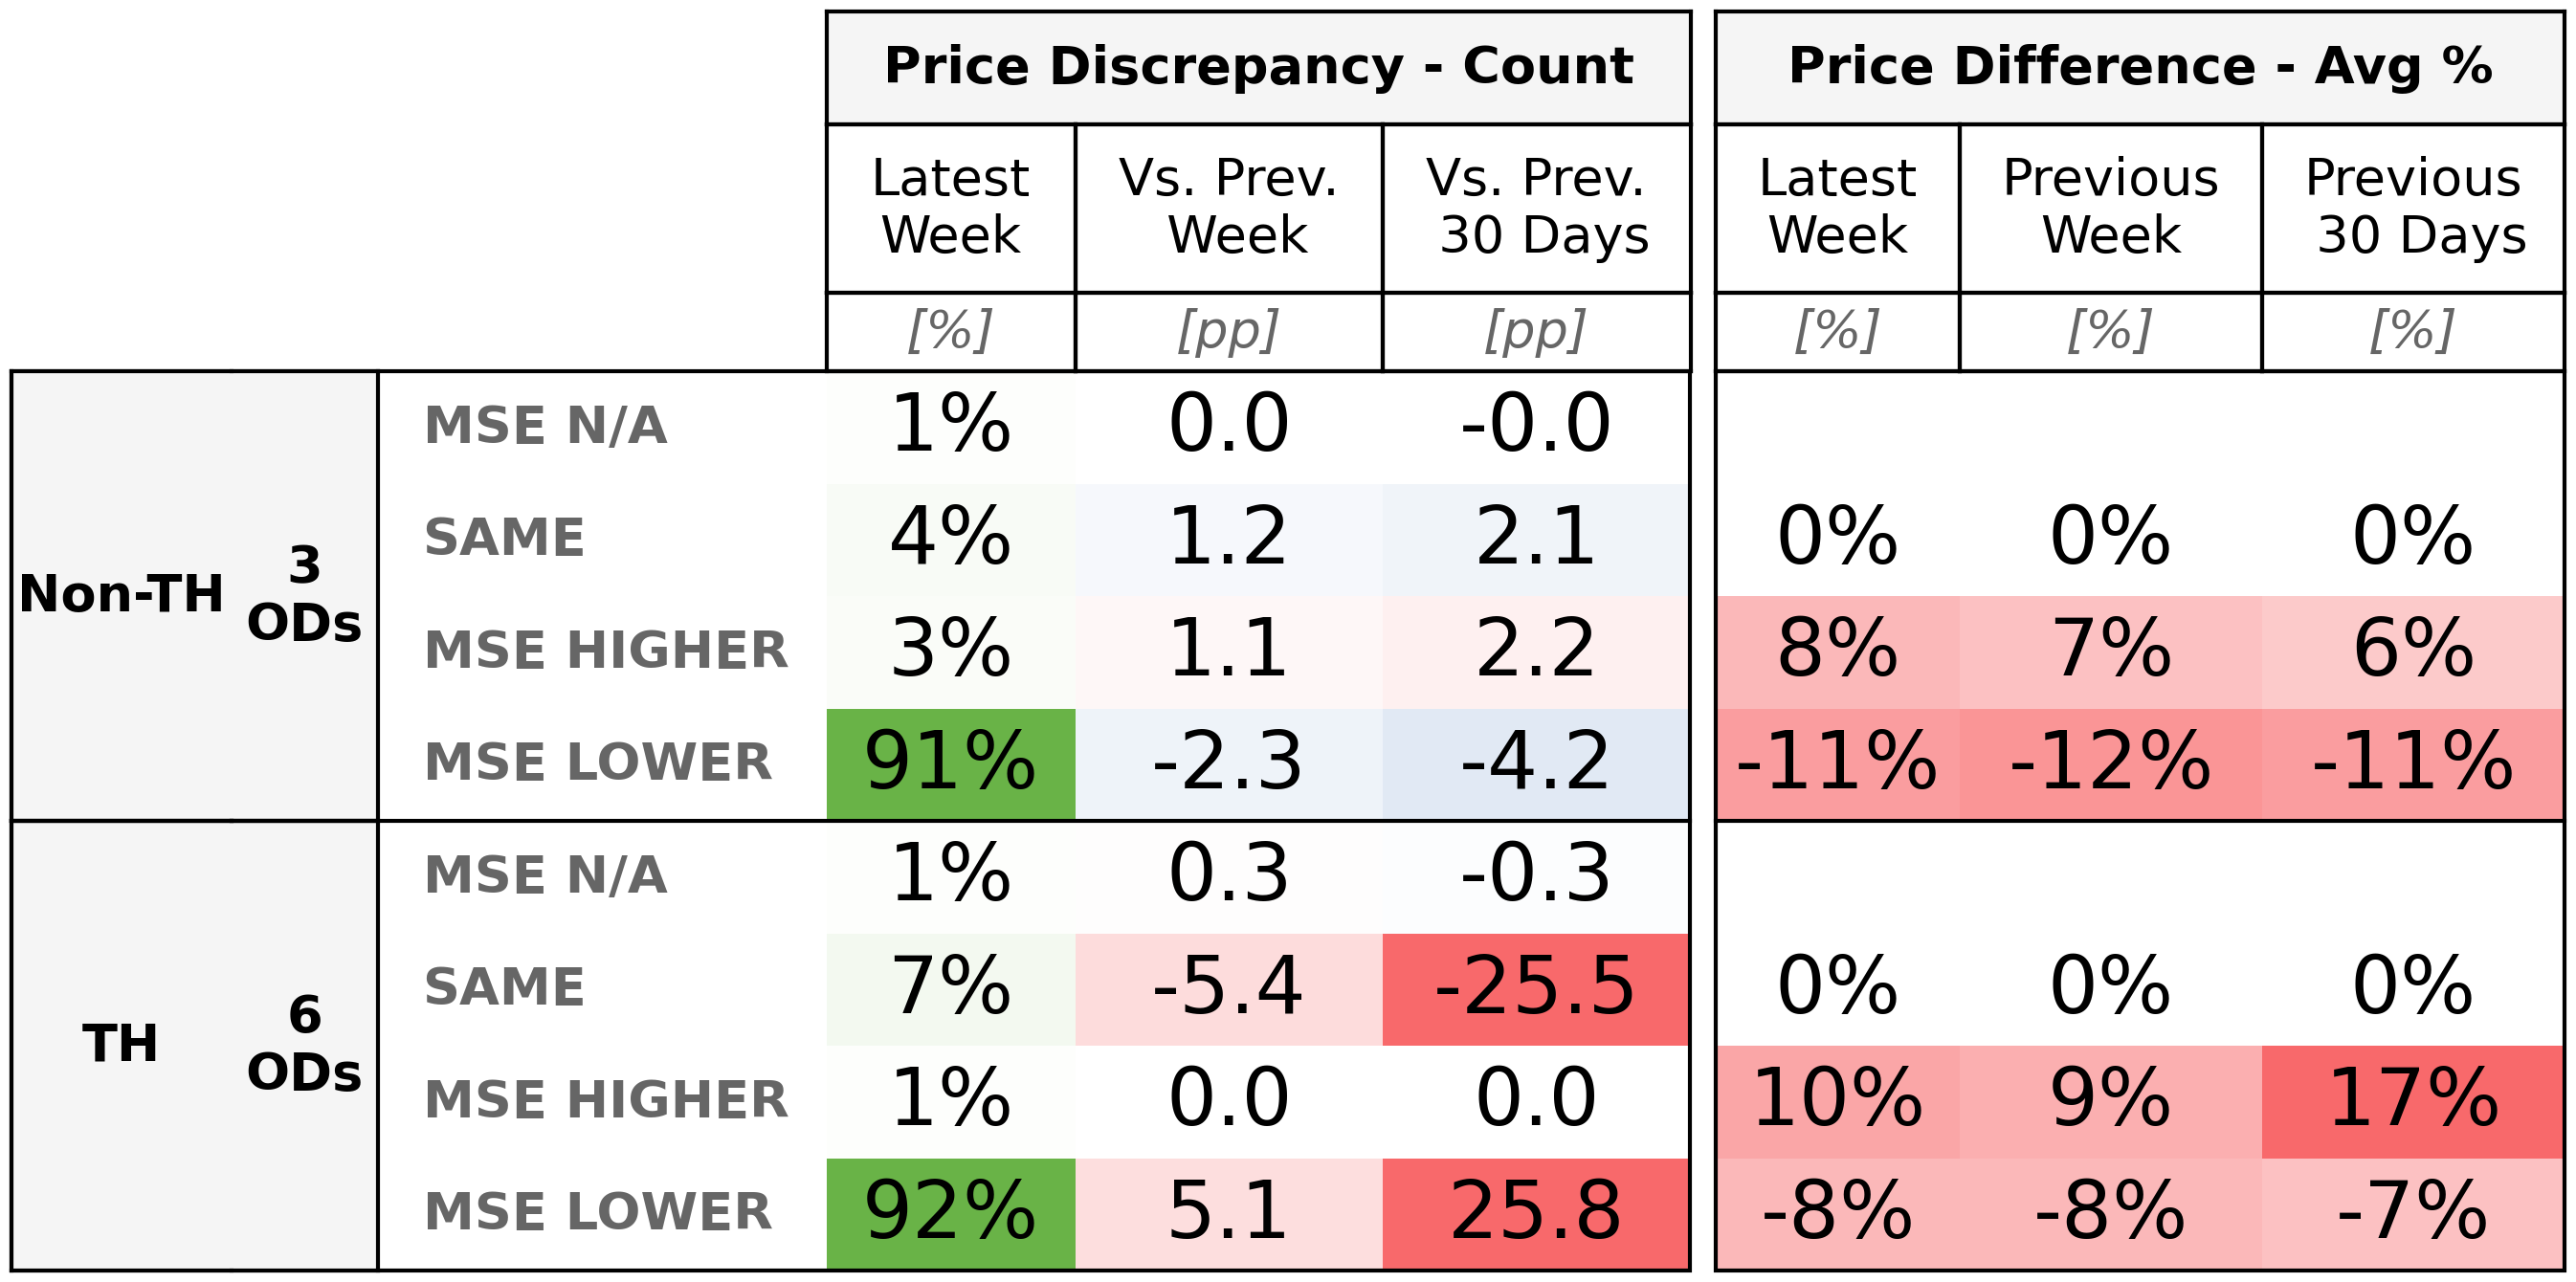 Price Discrepancy - Count Price Difference - Avg %
Latest Week Vs. Prev. Week Vs. Prev. 30 Days Latest Week Previous Week Previous 30 Days
[%] [pp] [pp] [%] [%] [%]
Non-TH 3 ODs
MSE N/A 1% 0.0 -0.0
SAME 4% 1.2 2.1 0% 0% 0%
MSE HIGHER 3% 1.1 2.2 8% 7% 6%
MSE LOWER 91% -2.3 -4.2 -11% -12% -11%
TH 6 ODs
MSE N/A 1% 0.3 -0.3
SAME 7% -5.4 -25.5 0% 0% 0%
MSE HIGHER 1% 0.0 0.0 10% 9% 17%
MSE LOWER 92% 5.1 25.8 -8% -8% -7%